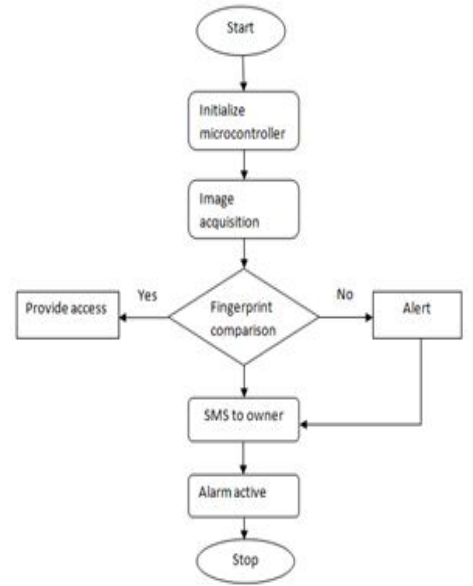 Start
Initialize
microcontroller
Image
acquisition
Provide access
Yes
Fingerprint
comparison
No
Alert
SMS to owner
Alarm active
Stop